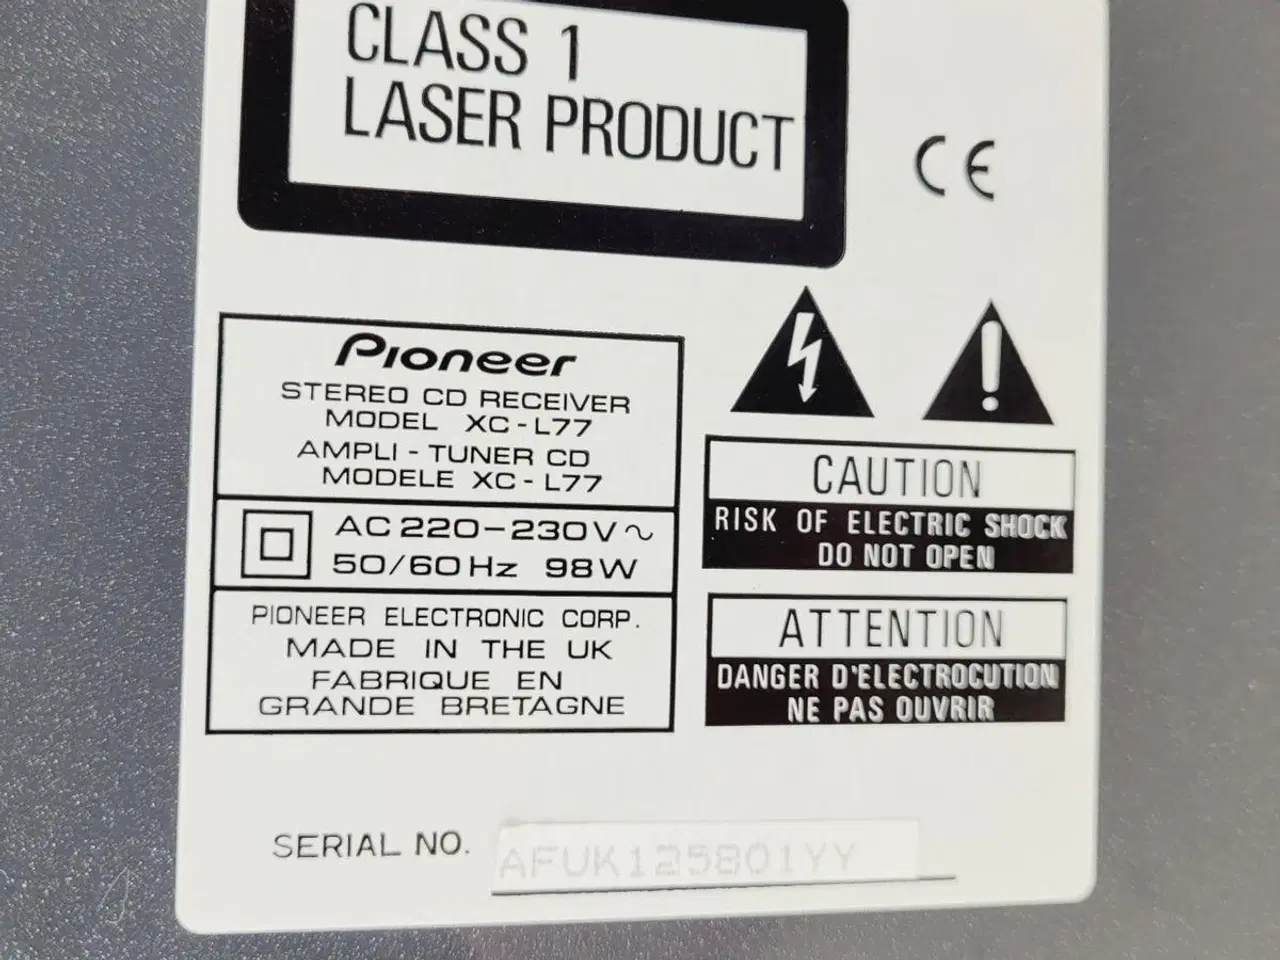 CLASS 1
LASER PRODUCT
CE
Pioneer
STEREO CD RECEIVER
MODEL XC-L77
AMPLI-TUNER CD
MODELE XC-L77
AC 220-230V~
50/60Hz 98W
PIONEER ELECTRONIC CORP.
MADE IN THE UK
FABRIQUE EN
GRANDE BRETAGNE
CAUTION
RISK OF ELECTRIC SHOCK
DO NOT OPEN
ATTENTION
DANGER D'ELECTROCUTION
NE PAS OUVRIR
SERIAL NO. AFUK125801YY